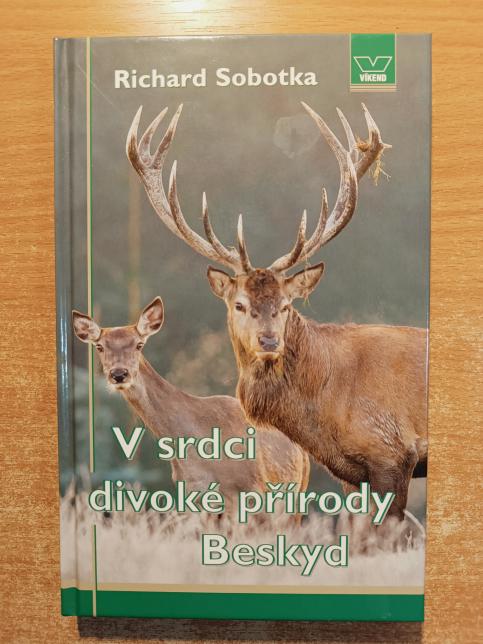 Richard Sobotka
VÍKEND
V srdci
divoké přírody
Beskyd